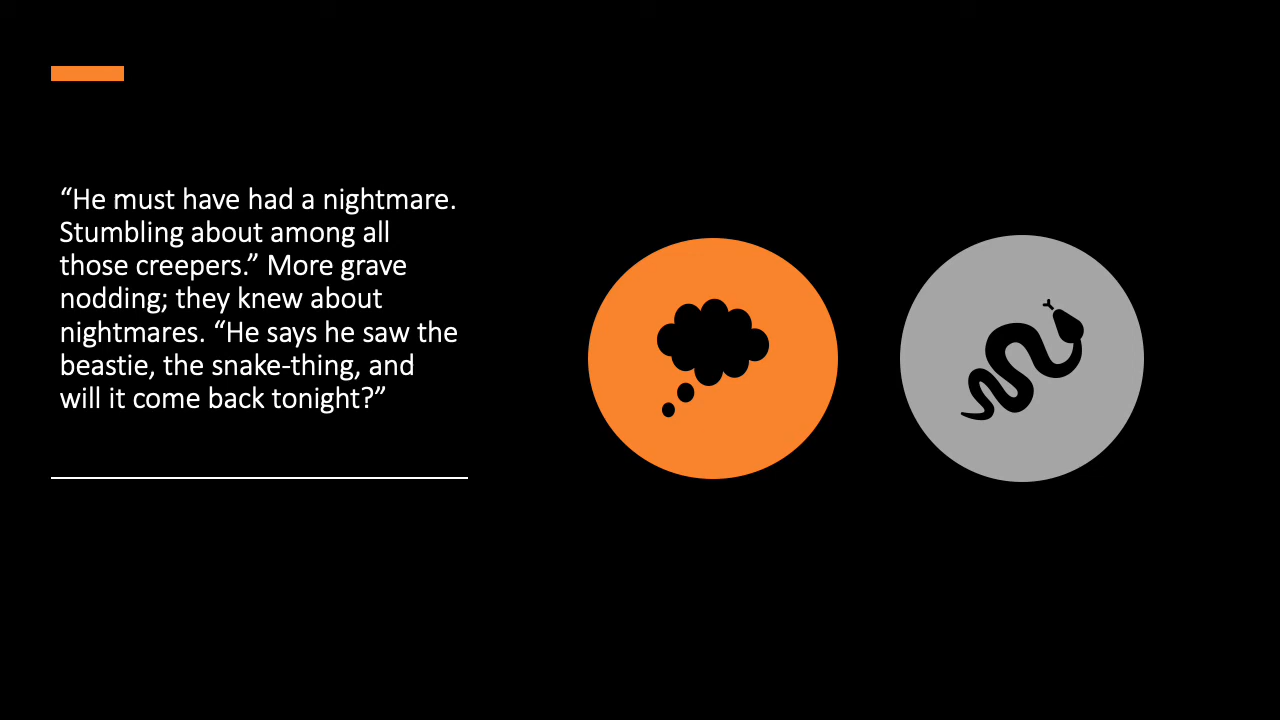 “He must have had a nightmare.
Stumbling about among all
those creepers.” More grave
nodding; they knew about
nightmares. “He says he saw the
beastie, the snake-thing, and
will it come back tonight?”